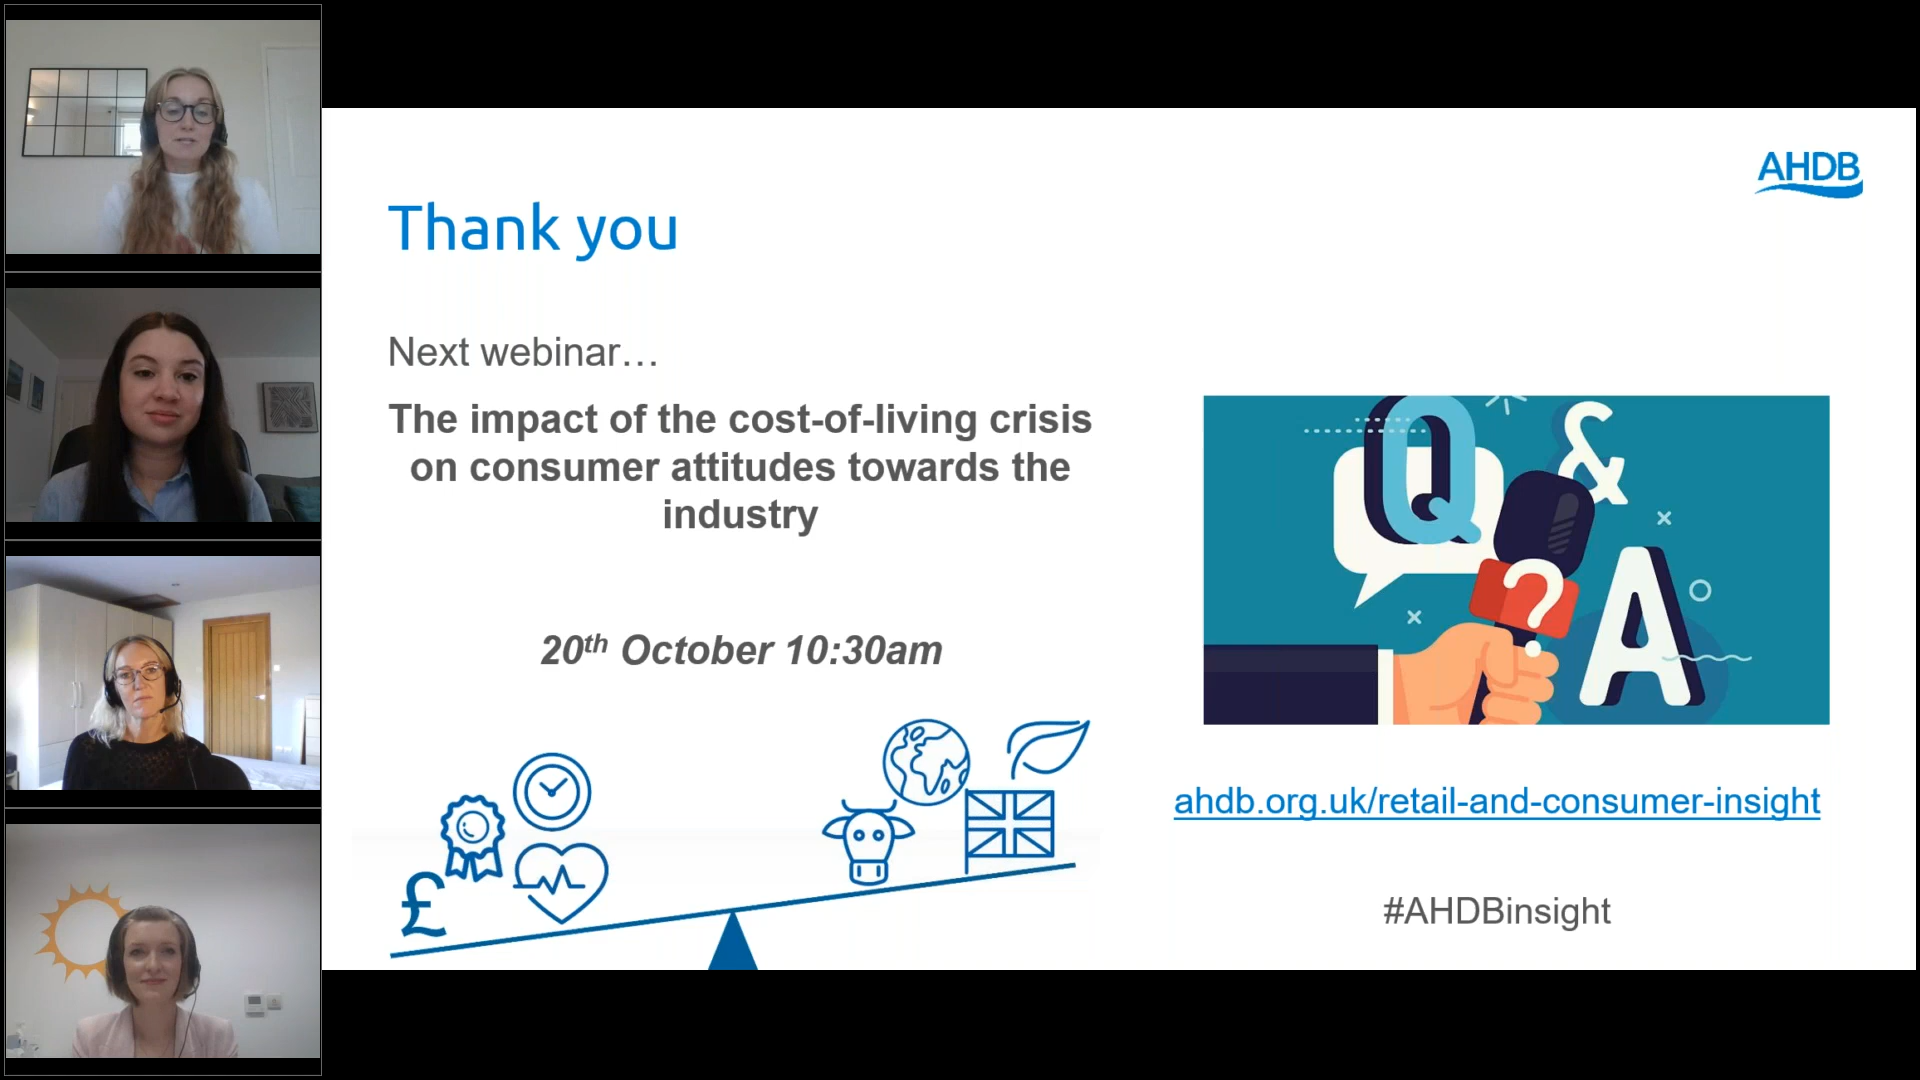 AHDB
Thank you
Next webinar…
The impact of the cost-of-living crisis
on consumer attitudes towards the
industry
20th October 10:30am
£
Q
&
?
A
ahdb.org.uk/retail-and-consumer-insight
#AHDBinsight